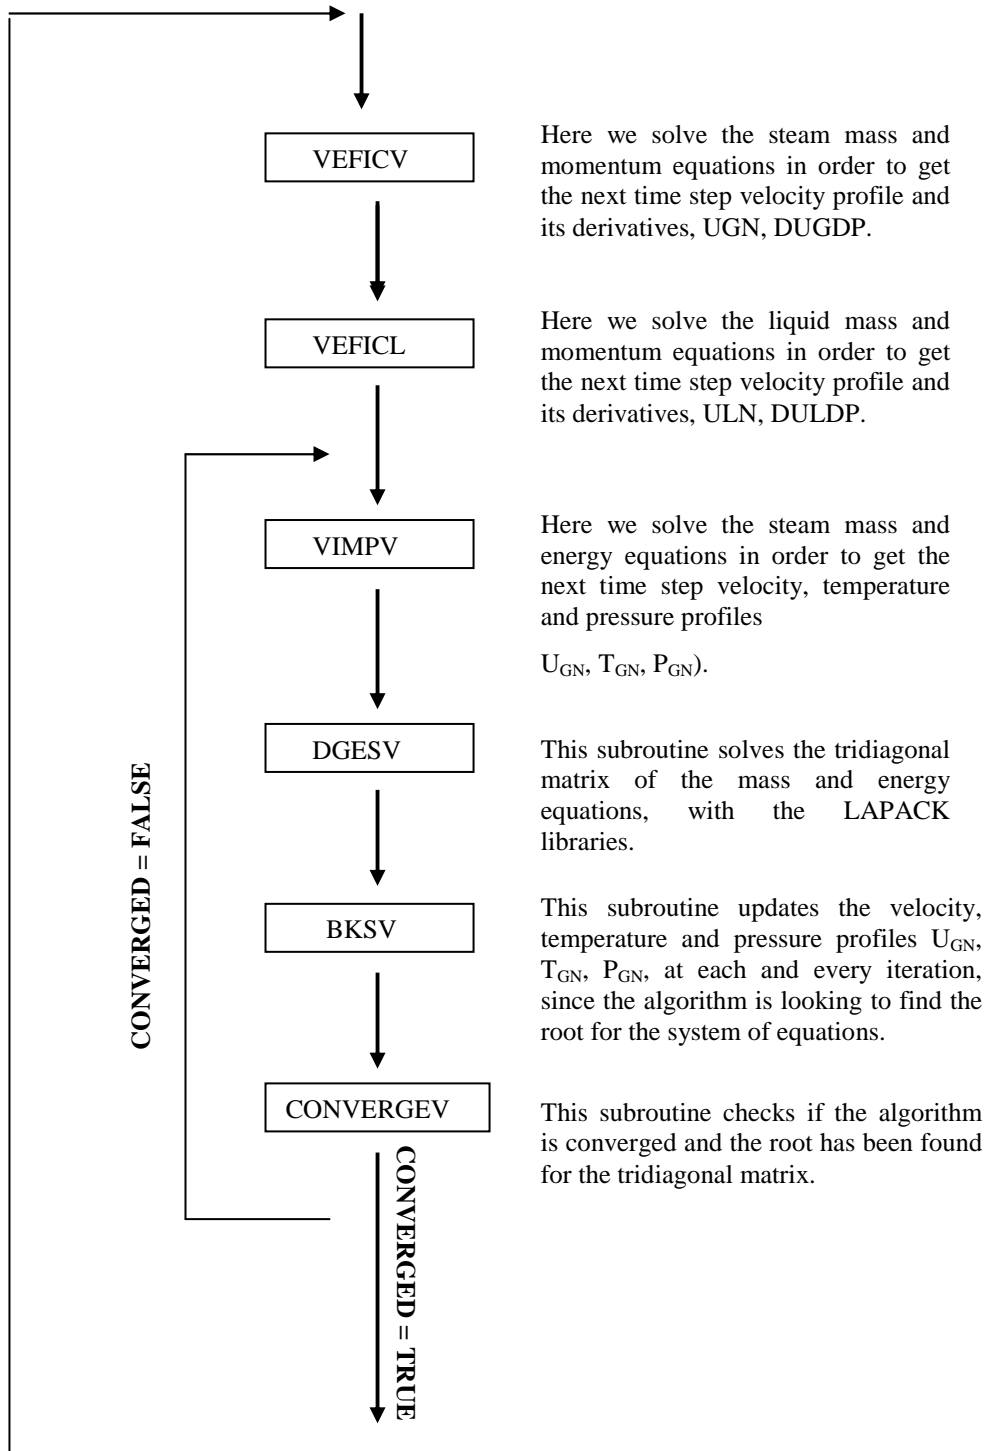 VEFICV
Here we solve the steam mass and
momentum equations in order to get
the next time step velocity profile and
its derivatives, UGN, DUGDP.
VEFICL
Here we solve the liquid mass and
momentum equations in order to get
the next time step velocity profile and
its derivatives, ULN, DULDP.
VIMPV
Here we solve the steam mass and
energy equations in order to get the
next time step velocity, temperature
and pressure profiles
UGN, TGN, PGN).
DGESV
This subroutine solves the tridiagonal
matrix of the mass and energy
equations, with the LAPACK
libraries.
CONVERGED = FALSE
BKSV
This subroutine updates the velocity,
temperature and pressure profiles UGN,
TGN, PGN, at each and every iteration,
since the algorithm is looking to find the
root for the system of equations.
CONVERGEV
This subroutine checks if the algorithm
is converged and the root has been found
for the tridiagonal matrix.
CONVERGED = TRUE